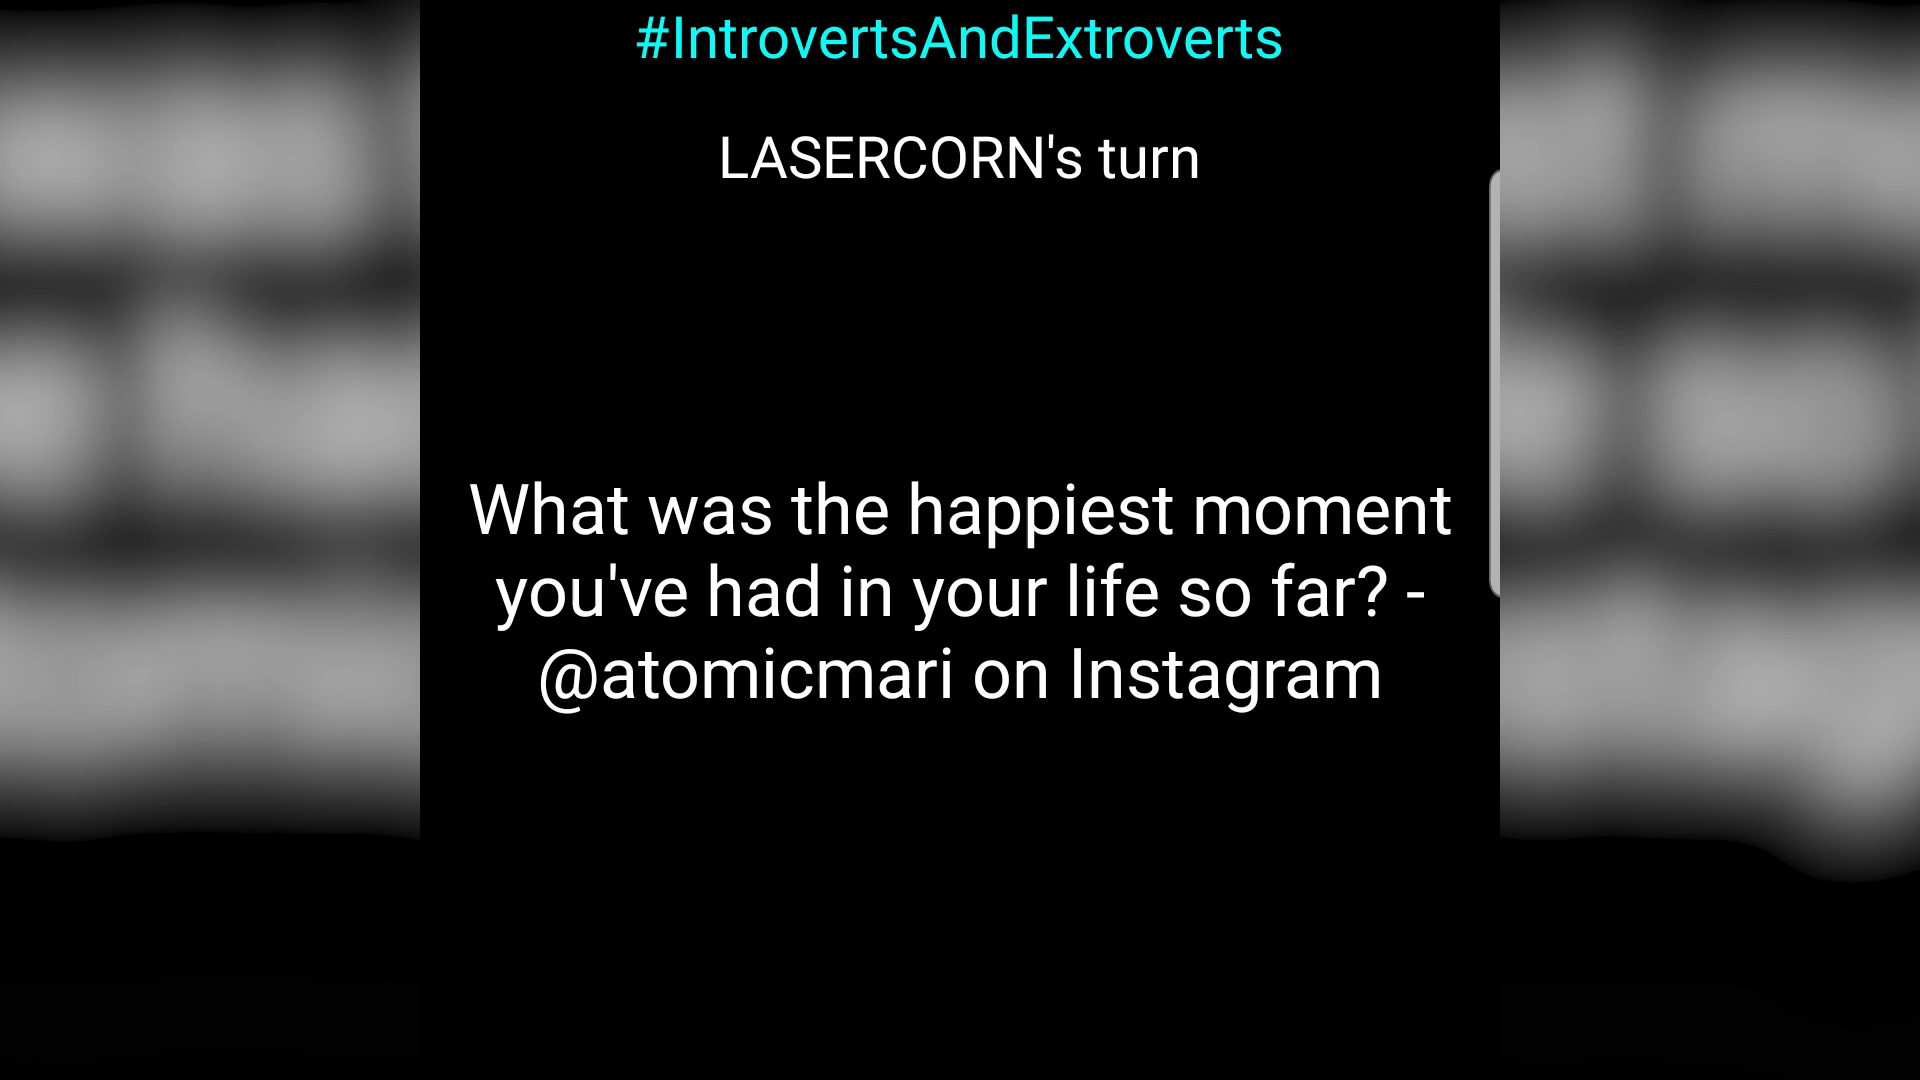 #IntrovertsAndExtroverts
LASERCORN's turn
What was the happiest moment
you've had in your life so far? -
@atomicmari on Instagram